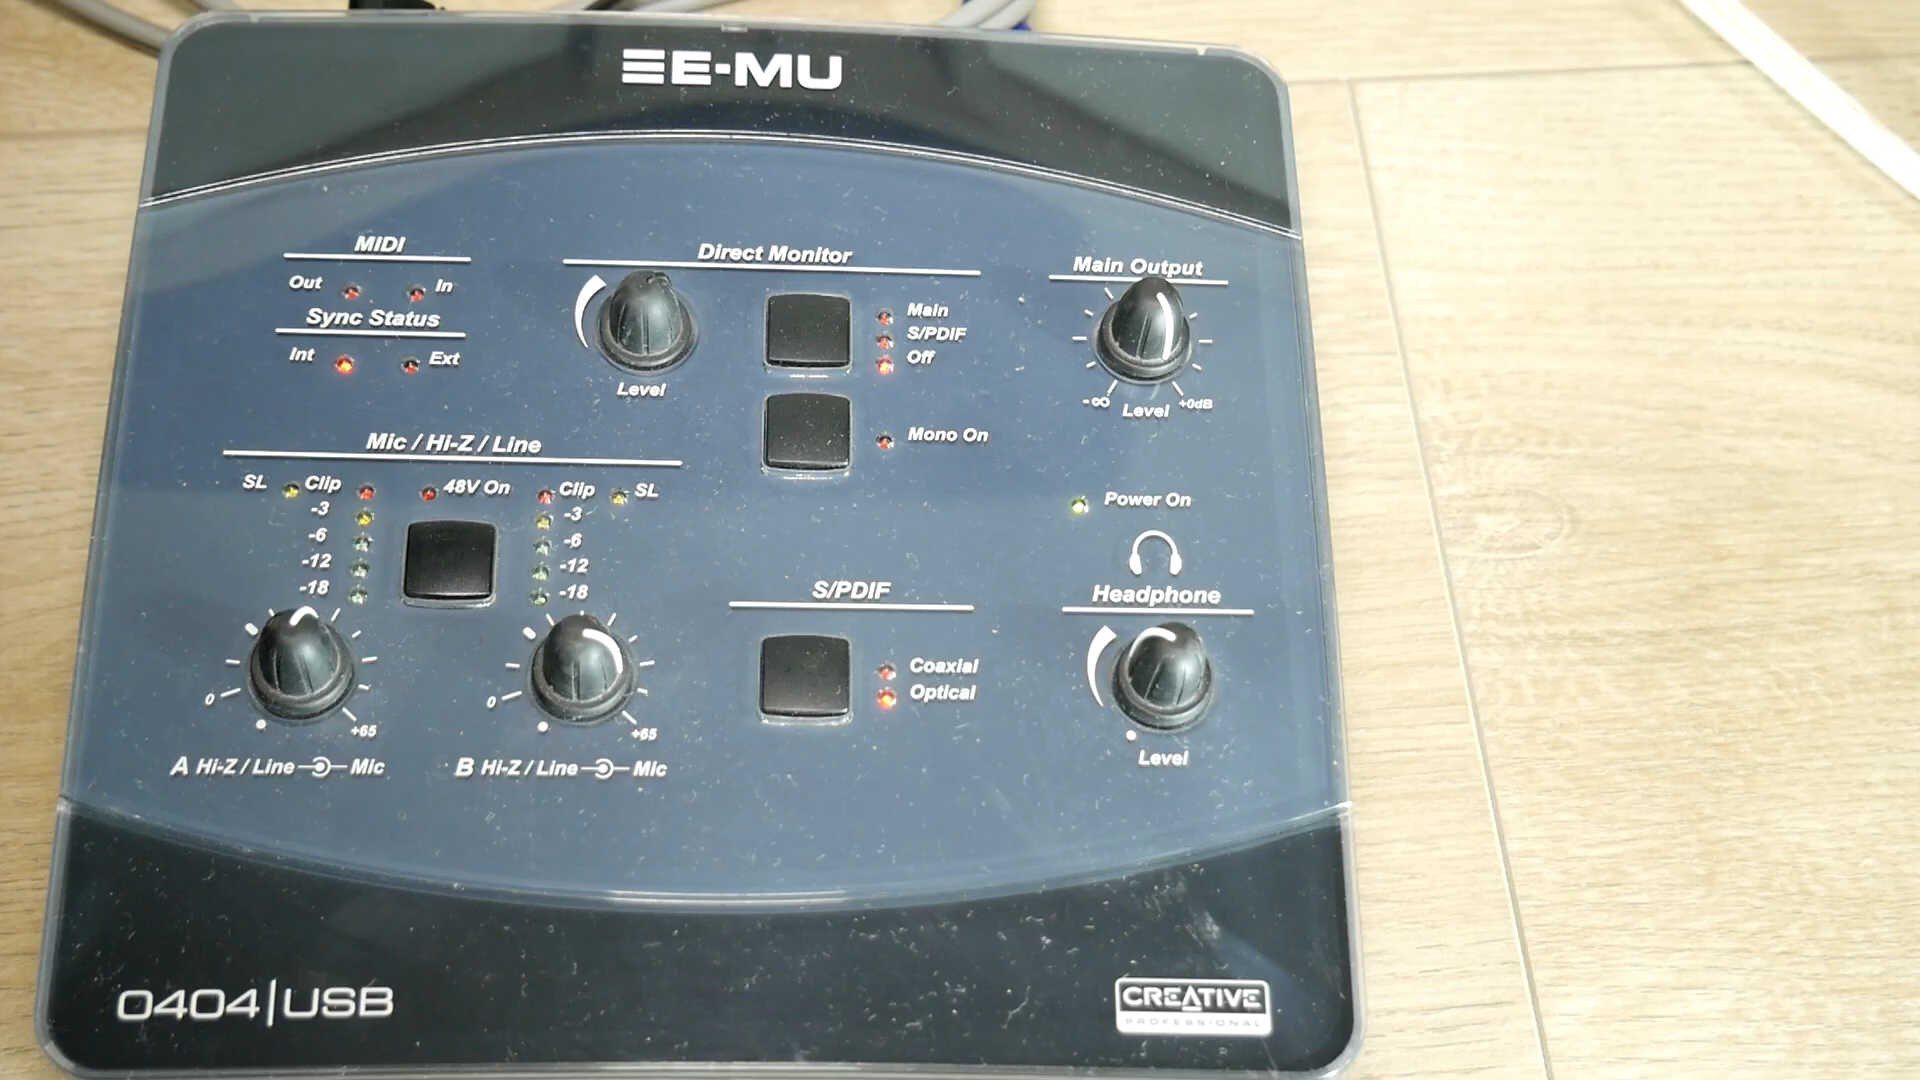 E-MU
MIDI
Out In
Sync Status
Int Ext
Direct Monitor
Level
Main
S/PDIF
Off
Mono On
Main Output
-∞ Level +0dB
Mic / Hi-Z / Line
SL Clip 48V On Clip SL
-3 -3
-6 -6
-12 -12
-18 -18
0 +65 0 +65
A Hi-Z / Line Mic B Hi-Z / Line Mic
Power On
Headphone
Level
S/PDIF
Coaxial
Optical
0404|USB
CREATIVE
PROFESSIONAL